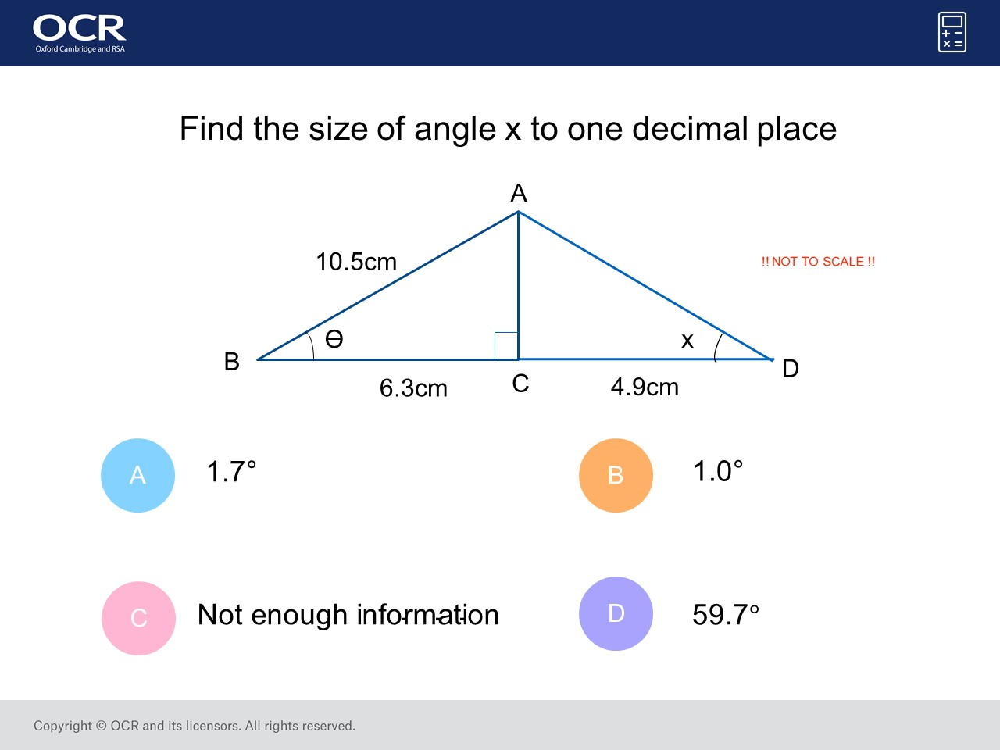 OCR
Oxford Cambridge and RSA
+ −
× =
Find the size of angle x to one decimal place
A
10.5cm
!! NOT TO SCALE !!
ϴ
x
B
D
6.3cm
C
4.9cm
A
1.7°
B
1.0°
C
Not enough information
D
59.7°
Copyright © OCR and its licensors. All rights reserved.